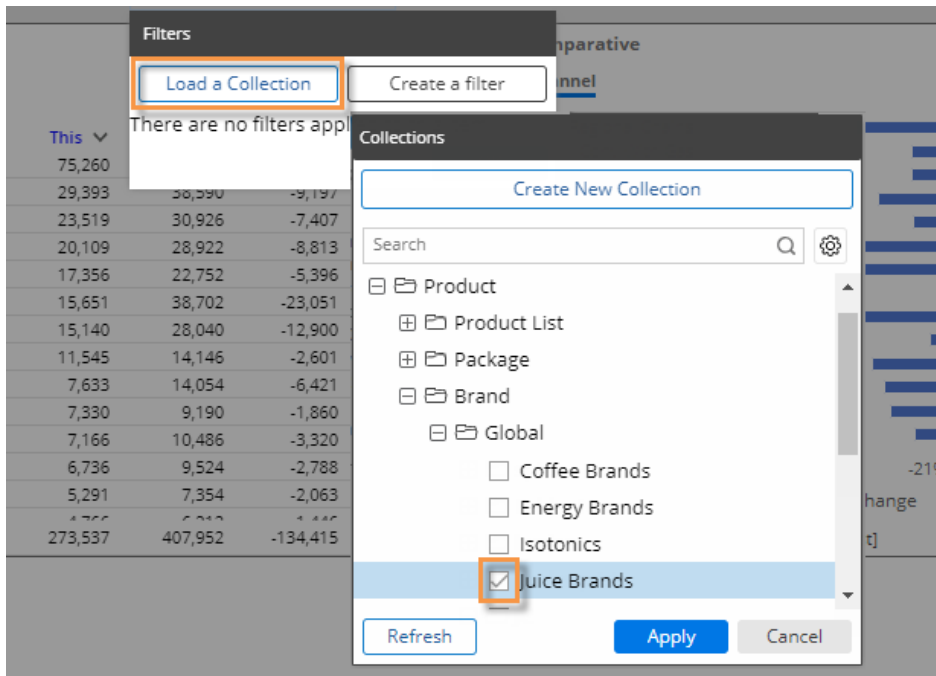 Filters
Load a Collection Create a filter
There are no filters appl
nparative
nnel
This
75,260
29,393 38,590 -9,197
23,519 30,926 -7,407
20,109 28,922 -8,813
17,356 22,752 -5,396
15,651 38,702 -23,051
15,140 28,040 -12,900
11,545 14,146 -2,601
7,633 14,054 -6,421
7,330 9,190 -1,860
7,166 10,486 -3,320
6,736 9,524 -2,788
5,291 7,354 -2,063
273,537 407,952 -134,415
Collections
Create New Collection
Search
Product
Product List
Package
Brand
Global
Coffee Brands
Energy Brands
Isotonics
Juice Brands
Refresh Apply Cancel
-21
hange
t]